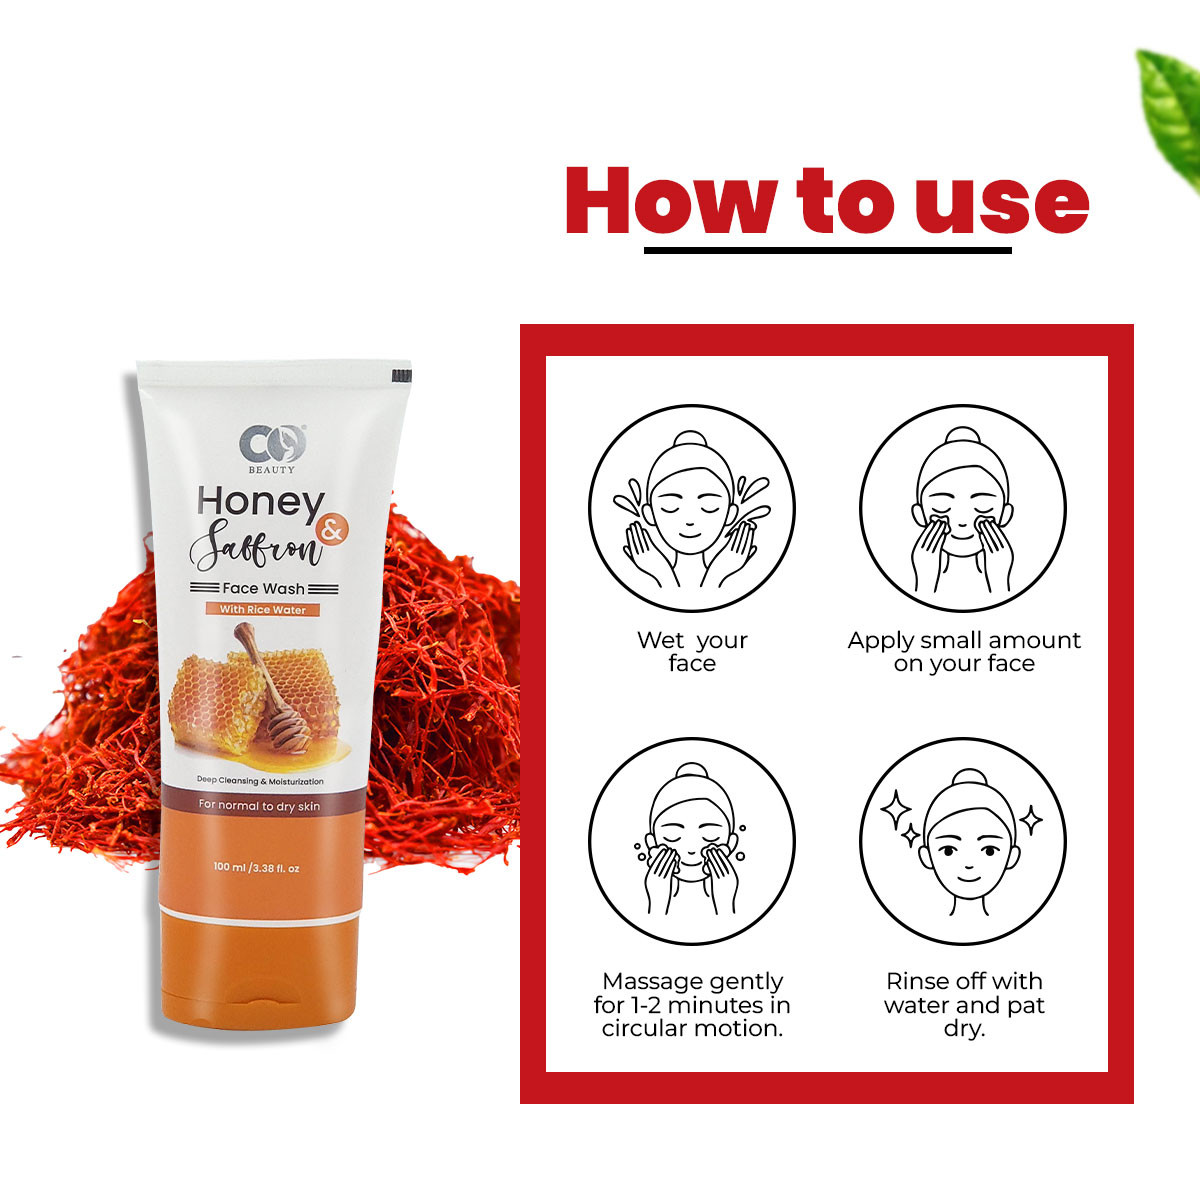 How to use
CO
BEAUTY
Honey
&
Saffron
Face Wash
With Rice Water
Deep Cleansing & Moisturization
For normal to dry skin
100 ml /3.38 fl. oz
Wet your
face
Apply small amount
on your face
Massage gently
for 1-2 minutes in
circular motion.
Rinse off with
water and pat
dry.